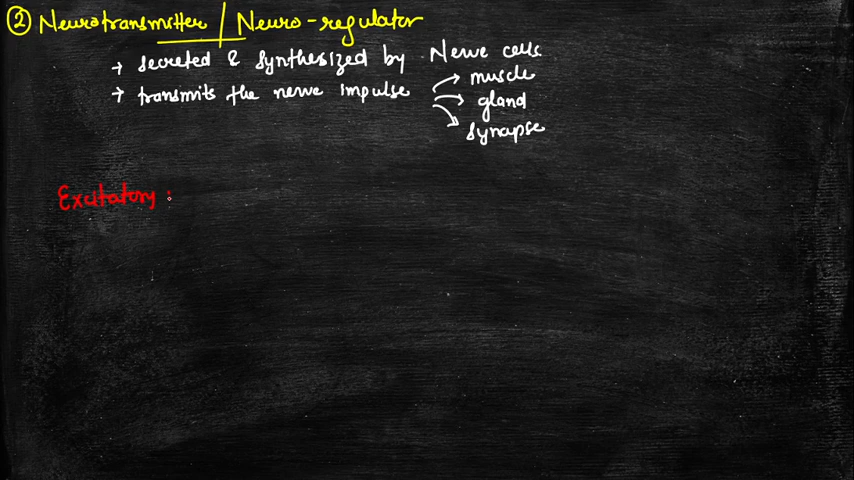 ② Neurotransmitter / Neuro-regulator
→ secreted & synthesized by Nerve cells
→ transmits the nerve impulse → muscle
→ gland
→ synapse
Excitatory :